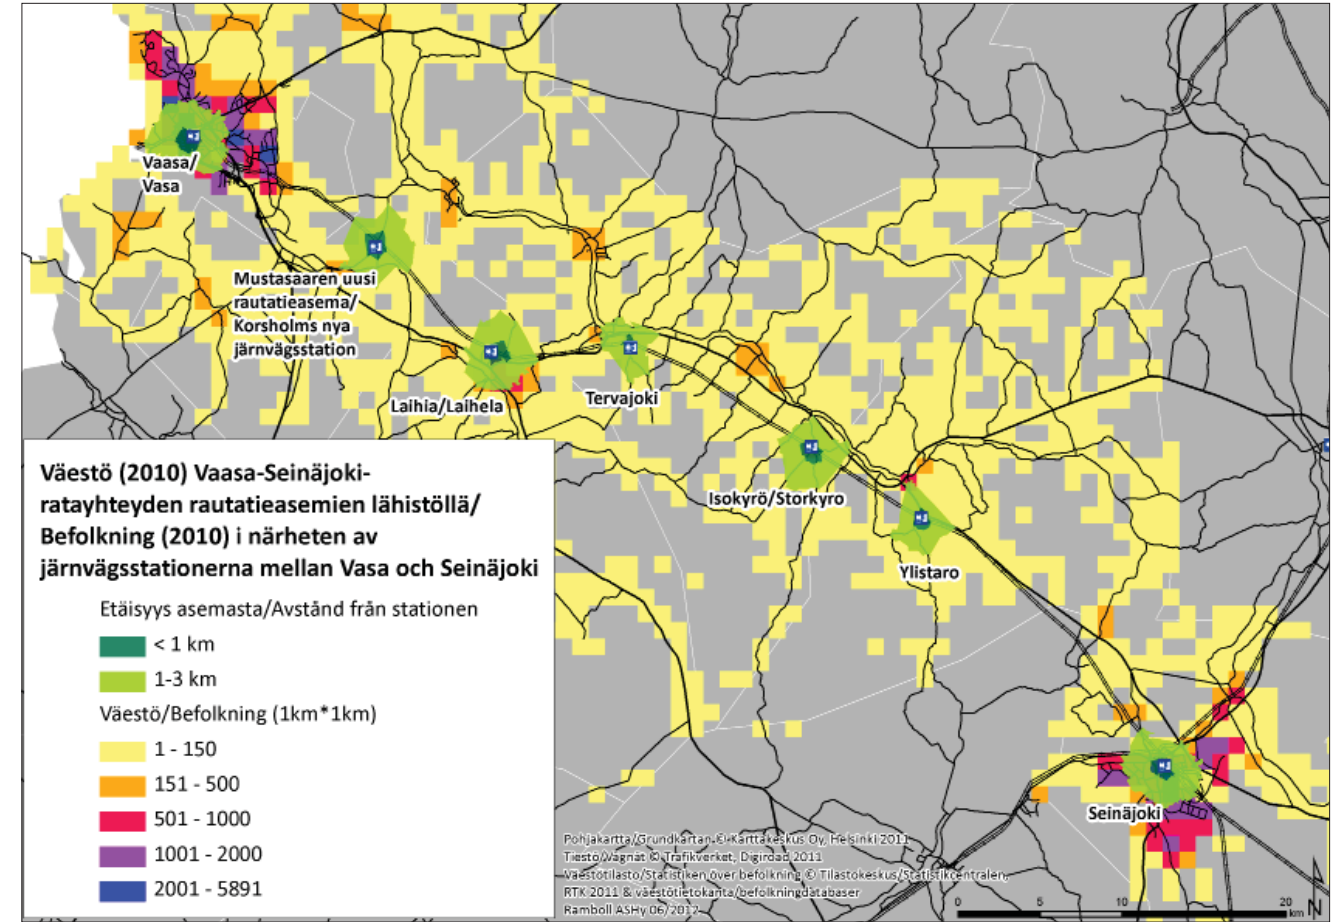 Vaasa/
Vasa
Mustasaaren uusi
rautatieasema/
Korsholms nya
järnvägsstation
Laihia/Laihela
Tervajoki
Isokyrö/Storkyro
Ylistaro
Seinäjoki
Väestö (2010) Vaasa-Seinäjoki-
ratayhteyden rautatieasemien lähistöllä/
Befolkning (2010) i närheten av
järnvägsstationerna mellan Vasa och Seinäjoki
Etäisyys asemasta/Avstånd från stationen
< 1 km
1-3 km
Väestö/Befolkning (1km*1km)
1 - 150
151 - 500
501 - 1000
1001 - 2000
2001 - 5891
Pohjakartta/Grundkartan © Karttakeskus Oy, Helsinki 2011
Tiestö/Vägnät © Trafikverket, Digiroad 2011
Väestötilasto/Statistiken över befolkning © Tilastokeskus/Statistikcentralen,
RTK 2011 & väestötietokanta/befolkningdatabaser
Ramboll ASHy 06/2012
0 5 10 20
km
N